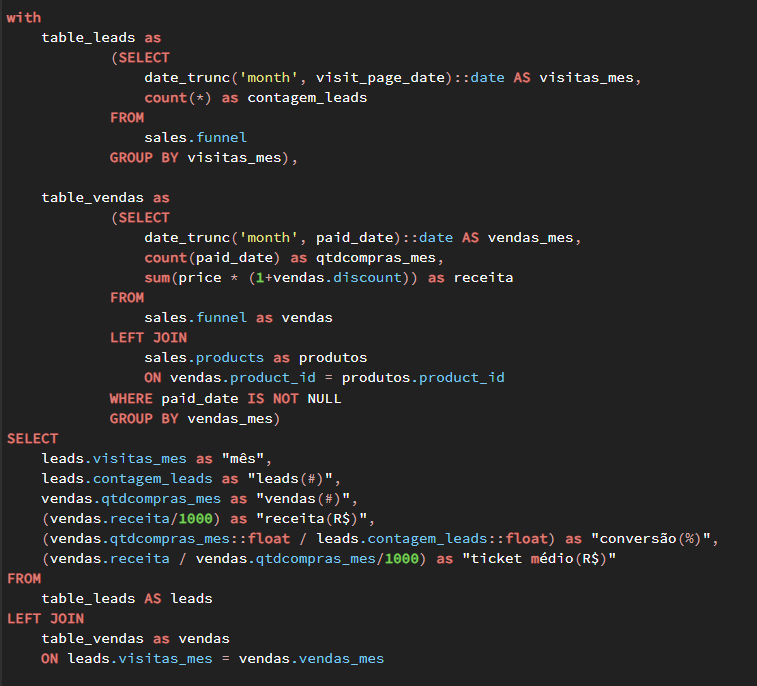 with
    table_leads as
            (SELECT
                date_trunc('month', visit_page_date)::date AS visitas_mes,
                count(*) as contagem_leads
            FROM
                sales.funnel
            GROUP BY visitas_mes),

    table_vendas as
            (SELECT
                date_trunc('month', paid_date)::date AS vendas_mes,
                count(paid_date) as qtdcompras_mes,
                sum(price * (1+vendas.discount)) as receita
            FROM
                sales.funnel as vendas
            LEFT JOIN
                sales.products as produtos
                ON vendas.product_id = produtos.product_id
            WHERE paid_date IS NOT NULL
            GROUP BY vendas_mes)
SELECT
    leads.visitas_mes as "mês",
    leads.contagem_leads as "leads(#)",
    vendas.qtdcompras_mes as "vendas(#)",
    (vendas.receita/1000) as "receita(R$)",
    (vendas.qtdcompras_mes::float / leads.contagem_leads::float) as "conversão(%)",
    (vendas.receita / vendas.qtdcompras_mes/1000) as "ticket médio(R$)"
FROM
    table_leads AS leads
LEFT JOIN
    table_vendas as vendas
    ON leads.visitas_mes = vendas.vendas_mes